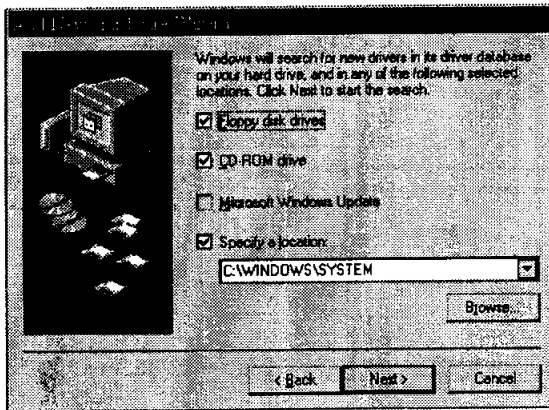 Windows will search for new drivers in its driver database
on your hard drive, and in any of the following selected
locations. Click Next to start the search.
Floppy disk drives
CD-ROM drive
Microsoft Windows Update
Specify a location:
C:\WINDOWS\SYSTEM
Browse...
< Back
Next >
Cancel